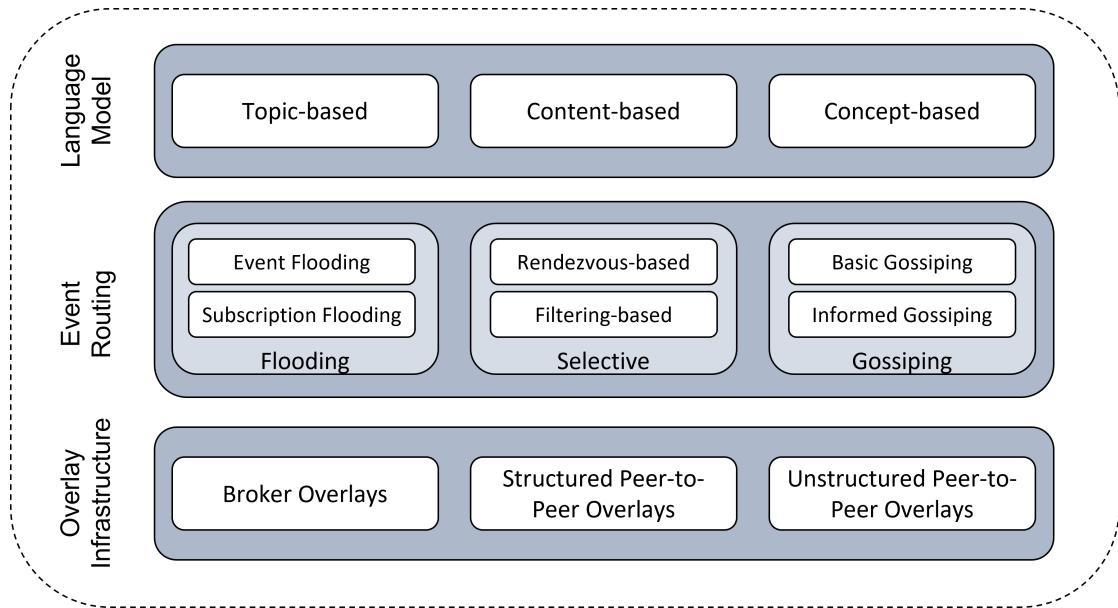 Language
Model
Topic-based
Content-based
Concept-based
Event
Routing
Event Flooding
Subscription Flooding
Flooding
Rendezvous-based
Filtering-based
Selective
Basic Gossiping
Informed Gossiping
Gossiping
Overlay
Infrastructure
Broker Overlays
Structured Peer-to-
Peer Overlays
Unstructured Peer-to-
Peer Overlays